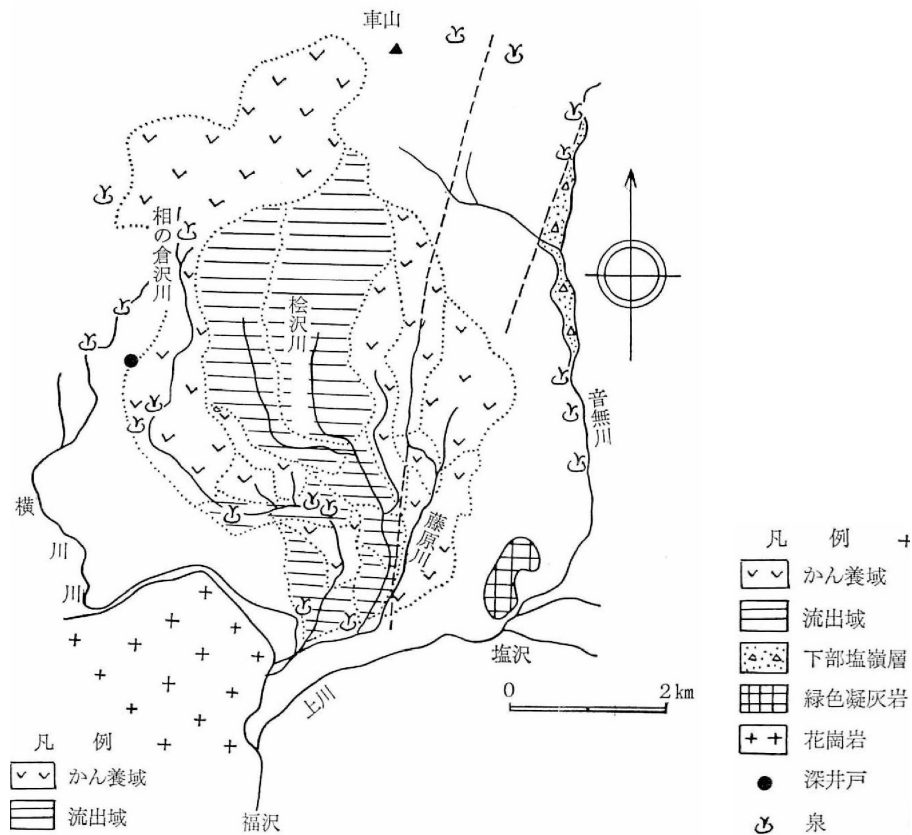 車山
相の倉沢川
桧沢川
音無川
横川川
藤原川
塩沢
上川
福沢
0 2km
凡 例
かん養域
流出域
凡 例
かん養域
流出域
下部塩嶺層
緑色凝灰岩
花崗岩
深井戸
泉